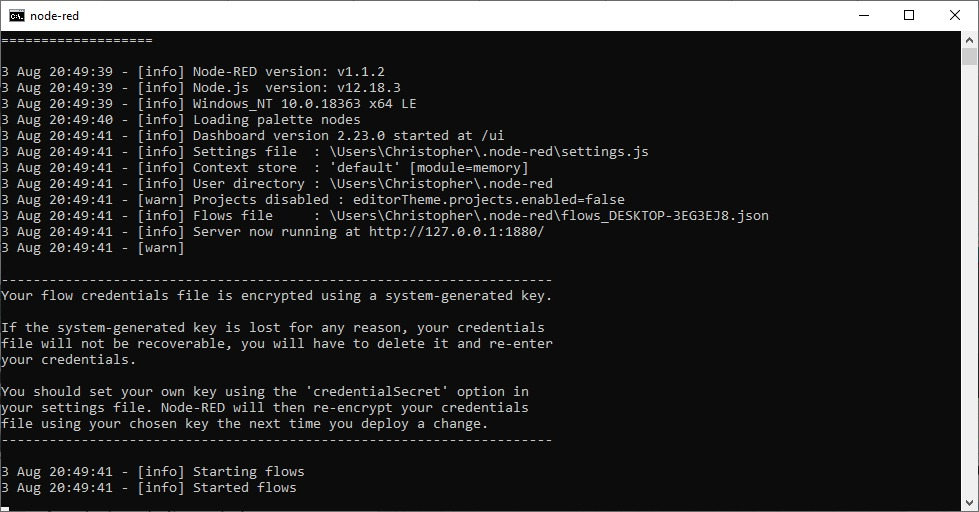 node-red
===================
3 Aug 20:49:39 - [info] Node-RED version: v1.1.2
3 Aug 20:49:39 - [info] Node.js  version: v12.18.3
3 Aug 20:49:39 - [info] Windows_NT 10.0.18363 x64 LE
3 Aug 20:49:40 - [info] Loading palette nodes
3 Aug 20:49:41 - [info] Dashboard version 2.23.0 started at /ui
3 Aug 20:49:41 - [info] Settings file  : \Users\Christopher\.node-red\settings.js
3 Aug 20:49:41 - [info] Context store  : 'default' [module=memory]
3 Aug 20:49:41 - [info] User directory : \Users\Christopher\.node-red
3 Aug 20:49:41 - [warn] Projects disabled : editorTheme.projects.enabled=false
3 Aug 20:49:41 - [info] Flows file     : \Users\Christopher\.node-red\flows_DESKTOP-3EG3EJ8.json
3 Aug 20:49:41 - [info] Server now running at http://127.0.0.1:1880/
3 Aug 20:49:41 - [warn]
---------------------------------------------------------------------
Your flow credentials file is encrypted using a system-generated key.
If the system-generated key is lost for any reason, your credentials
file will not be recoverable, you will have to delete it and re-enter
your credentials.
You should set your own key using the 'credentialSecret' option in
your settings file. Node-RED will then re-encrypt your credentials
file using your chosen key the next time you deploy a change.
---------------------------------------------------------------------
3 Aug 20:49:41 - [info] Starting flows
3 Aug 20:49:41 - [info] Started flows